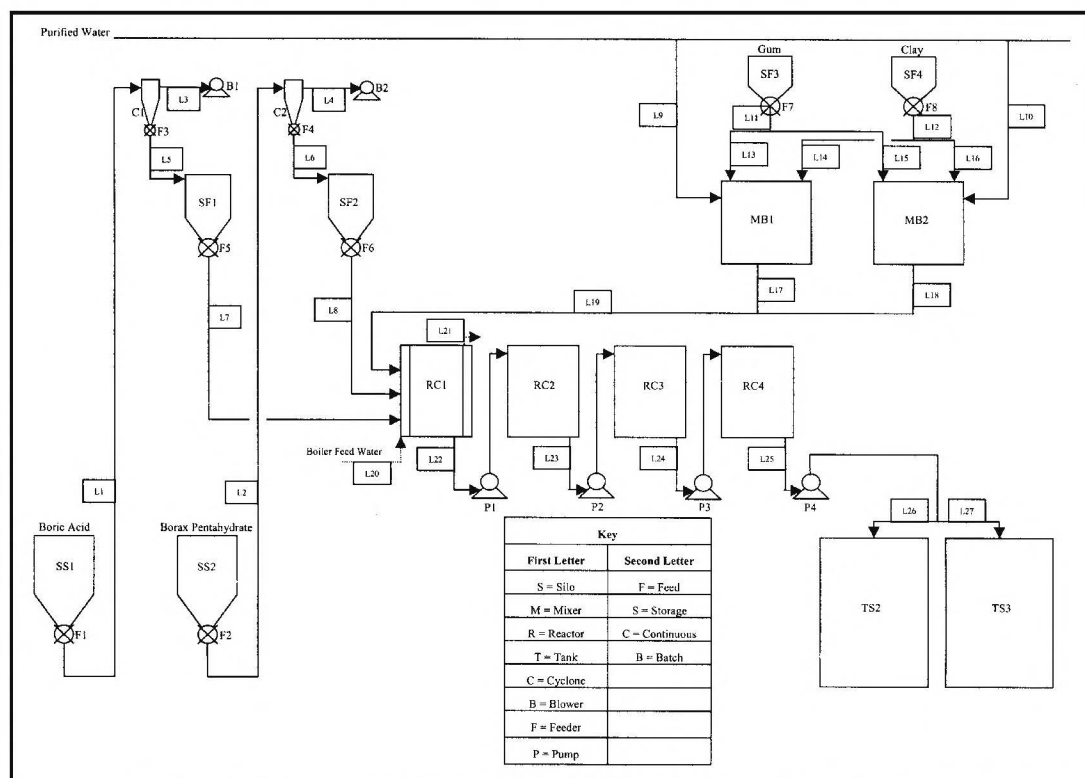 Purified Water
Gum
Clay
SF3
SF4
L3
B1
L4
B2
C1
C2
F3
F4
F7
F8
L11
L12
L9
L10
L5
L6
L13
L14
L15
L16
SF1
SF2
MB1
MB2
F5
F6
L7
L8
L19
L17
L18
L21
RC1
RC2
RC3
RC4
Boiler Feed Water
L20
L22
L23
L24
L25
P1
P2
P3
P4
L1
L2
L26
L27
Boric Acid
Borax Pentahydrate
SS1
SS2
F1
F2
TS2
TS3
Key
First Letter Second Letter
S = Silo F = Feed
M = Mixer S = Storage
R = Reactor C = Continuous
T = Tank B = Batch
C = Cyclone
B = Blower
F = Feeder
P = Pump